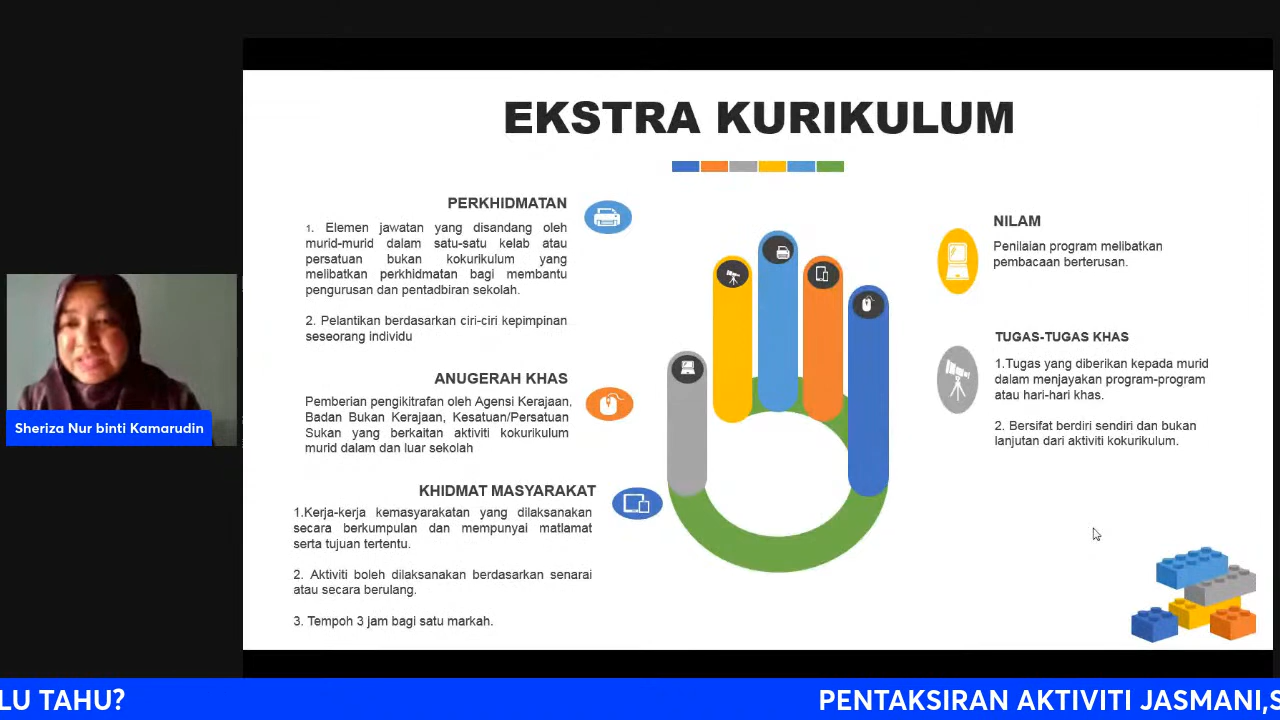 EKSTRA KURIKULUM
PERKHIDMATAN
1. Elemen jawatan yang disandang oleh
murid-murid dalam satu-satu kelab atau
persatuan bukan kokurikulum yang
melibatkan perkhidmatan bagi membantu
pengurusan dan pentadbiran sekolah.
2. Pelantikan berdasarkan ciri-ciri kepimpinan
seseorang individu
ANUGERAH KHAS
Pemberian pengikitrafan oleh Agensi Kerajaan,
Badan Bukan Kerajaan, Kesatuan/Persatuan
Sukan yang berkaitan aktiviti kokurikulum
murid dalam dan luar sekolah
KHIDMAT MASYARAKAT
1.Kerja-kerja kemasyarakatan yang dilaksanakan
secara berkumpulan dan mempunyai matlamat
serta tujuan tertentu.
2. Aktiviti boleh dilaksanakan berdasarkan senarai
atau secara berulang.
3. Tempoh 3 jam bagi satu markah.
NILAM
Penilaian program melibatkan
pembacaan berterusan.
TUGAS-TUGAS KHAS
1.Tugas yang diberikan kepada murid
dalam menjayakan program-program
atau hari-hari khas.
2. Bersifat berdiri sendiri dan bukan
lanjutan dari aktiviti kokurikulum.
Sheriza Nur binti Kamarudin
LU TAHU? PENTAKSIRAN AKTIVITI JASMANI,S